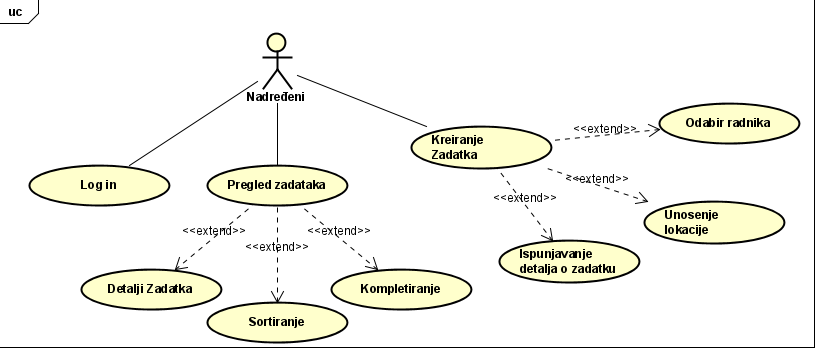 uc
Nadređeni
Log in
Pregled zadataka
Kreiranje
Zadatka
<<extend>>
Odabir radnika
<<extend>>
Unosenje
lokacije
<<extend>>
Ispunjavanje
detalja o zadatku
<<extend>>
<<extend>>
<<extend>>
Detalji Zadatka
Sortiranje
Kompletiranje